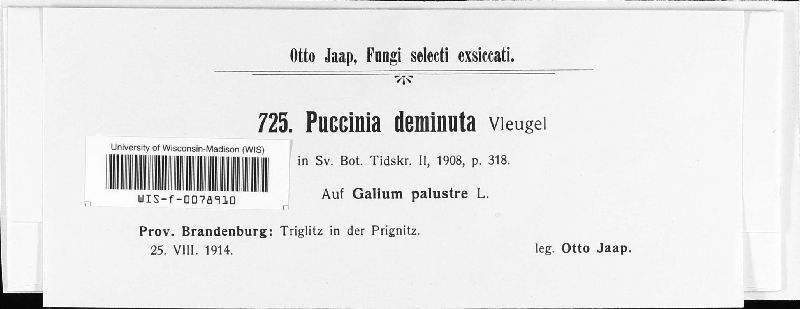 Otto Jaap, Fungi selecti exsiccati.
725. Puccinia deminuta Vleugel
in Sv. Bot. Tidskr. II, 1908, p. 318.
Auf Galium palustre L.
Prov. Brandenburg: Triglitz in der Prignitz.
25. VIII. 1914.
leg. Otto Jaap.
University of Wisconsin-Madison (WIS)
WIS-f-0078910